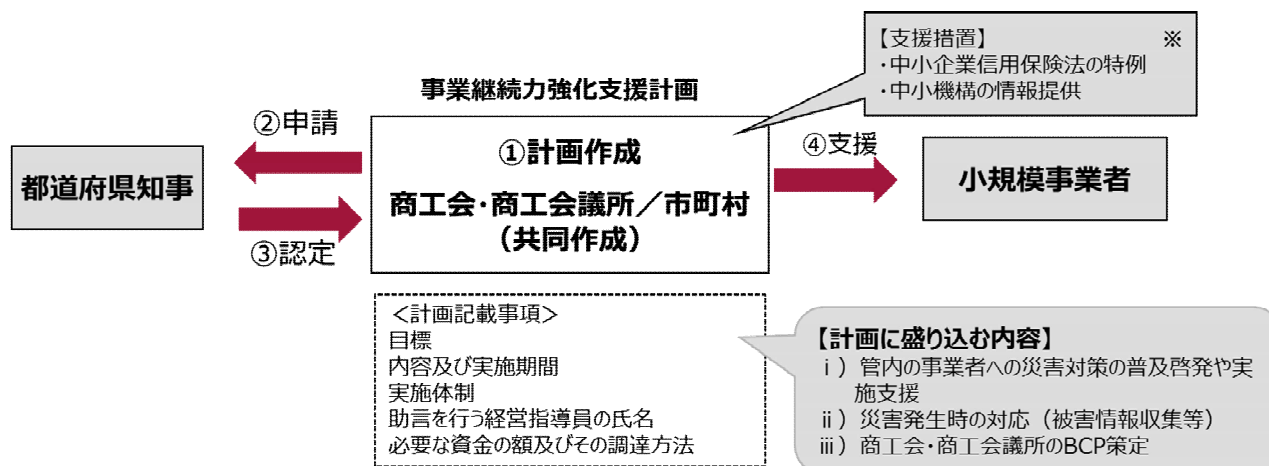 【支援措置】 ※
・中小企業信用保険法の特例
・中小機構の情報提供
事業継続力強化支援計画
②申請
①計画作成
④支援
都道府県知事
商工会・商工会議所／市町村
（共同作成）
小規模事業者
③認定
＜計画記載事項＞
目標
内容及び実施期間
実施体制
助言を行う経営指導員の氏名
必要な資金の額及びその調達方法
【計画に盛り込む内容】
ⅰ）管内の事業者への災害対策の普及啓発や実
施支援
ⅱ）災害発生時の対応（被害情報収集等）
ⅲ）商工会・商工会議所のBCP策定